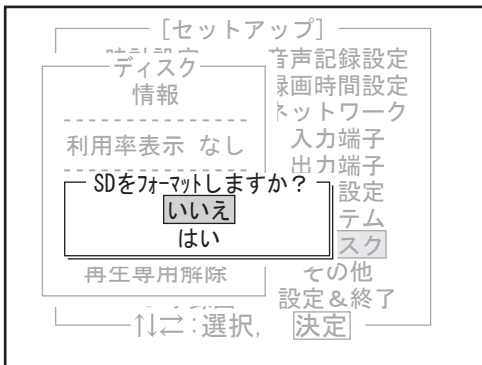 [セットアップ]
音声記録設定
ディスク
録画時間設定
情報
ネットワーク
入力端子
利用率表示 なし
出力端子
SDをフォーマットしますか？
設定
いいえ
テム
はい
スク
再生専用解除
その他
設定＆終了
↑↓⇄:選択, 決定